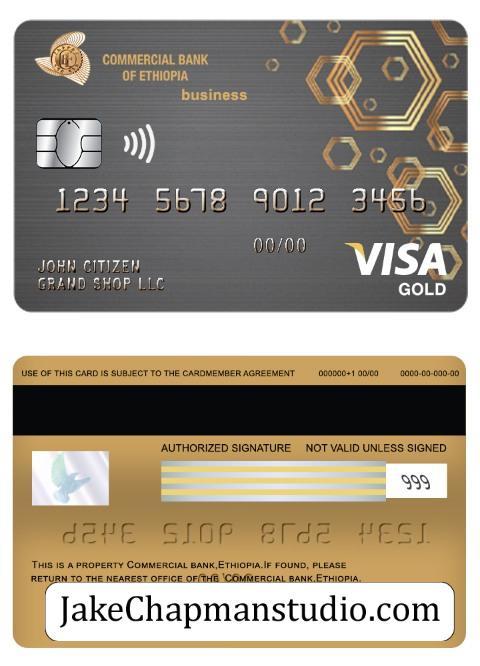 COMMERCIAL BANK
OF ETHIOPIA
business
1234 5678 9012 3456
00/00
JOHN CITIZEN
GRAND SHOP LLC
VISA
GOLD
USE OF THIS CARD IS SUBJECT TO THE CARDMEMBER AGREEMENT 000000+1 00/00 0000-00-000-00
AUTHORIZED SIGNATURE NOT VALID UNLESS SIGNED
999
THIS IS A PROPERTY COMMERCIAL BANK,ETHIOPIA.IF FOUND, PLEASE
RETURN TO THE NEAREST OFFICE OF THE COMMERCIAL BANK,ETHIOPIA.
JakeChapmanstudio.com